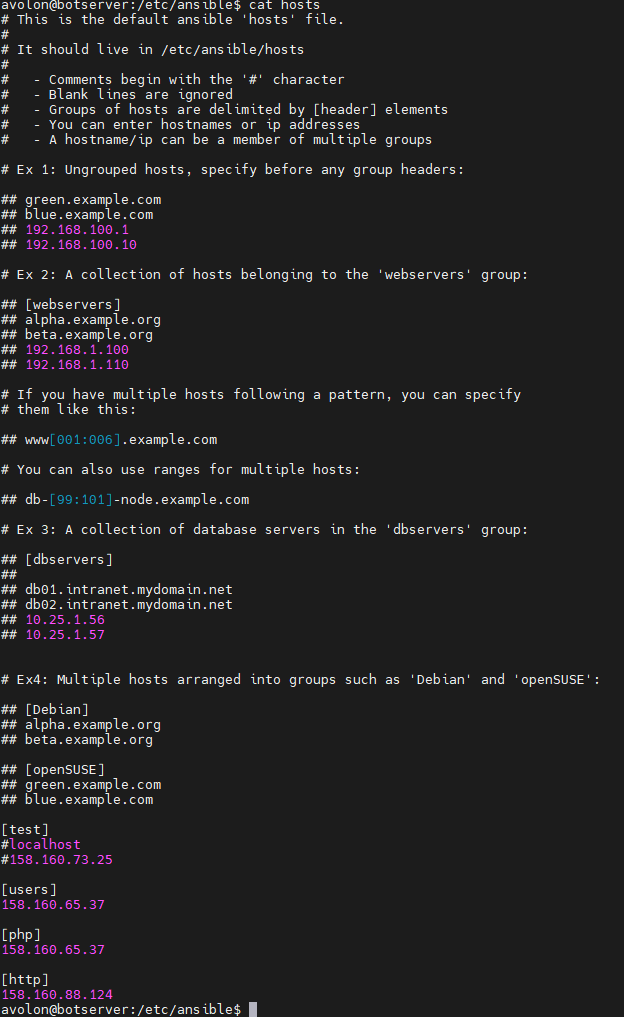 avolon@botserver:/etc/ansible$ cat hosts
# This is the default ansible 'hosts' file.
#
# It should live in /etc/ansible/hosts
#
#   - Comments begin with the '#' character
#   - Blank lines are ignored
#   - Groups of hosts are delimited by [header] elements
#   - You can enter hostnames or ip addresses
#   - A hostname/ip can be a member of multiple groups

# Ex 1: Ungrouped hosts, specify before any group headers:

## green.example.com
## blue.example.com
## 192.168.100.1
## 192.168.100.10

# Ex 2: A collection of hosts belonging to the 'webservers' group:

## [webservers]
## alpha.example.org
## beta.example.org
## 192.168.1.100
## 192.168.1.110

# If you have multiple hosts following a pattern, you can specify
# them like this:

## www[001:006].example.com

# You can also use ranges for multiple hosts:

## db-[99:101]-node.example.com

# Ex 3: A collection of database servers in the 'dbservers' group:

## [dbservers]
##
## db01.intranet.mydomain.net
## db02.intranet.mydomain.net
## 10.25.1.56
## 10.25.1.57


# Ex4: Multiple hosts arranged into groups such as 'Debian' and 'openSUSE':

## [Debian]
## alpha.example.org
## beta.example.org

## [openSUSE]
## green.example.com
## blue.example.com

[test]
#localhost
#158.160.73.25

[users]
158.160.65.37

[php]
158.160.65.37

[http]
158.160.88.124
avolon@botserver:/etc/ansible$